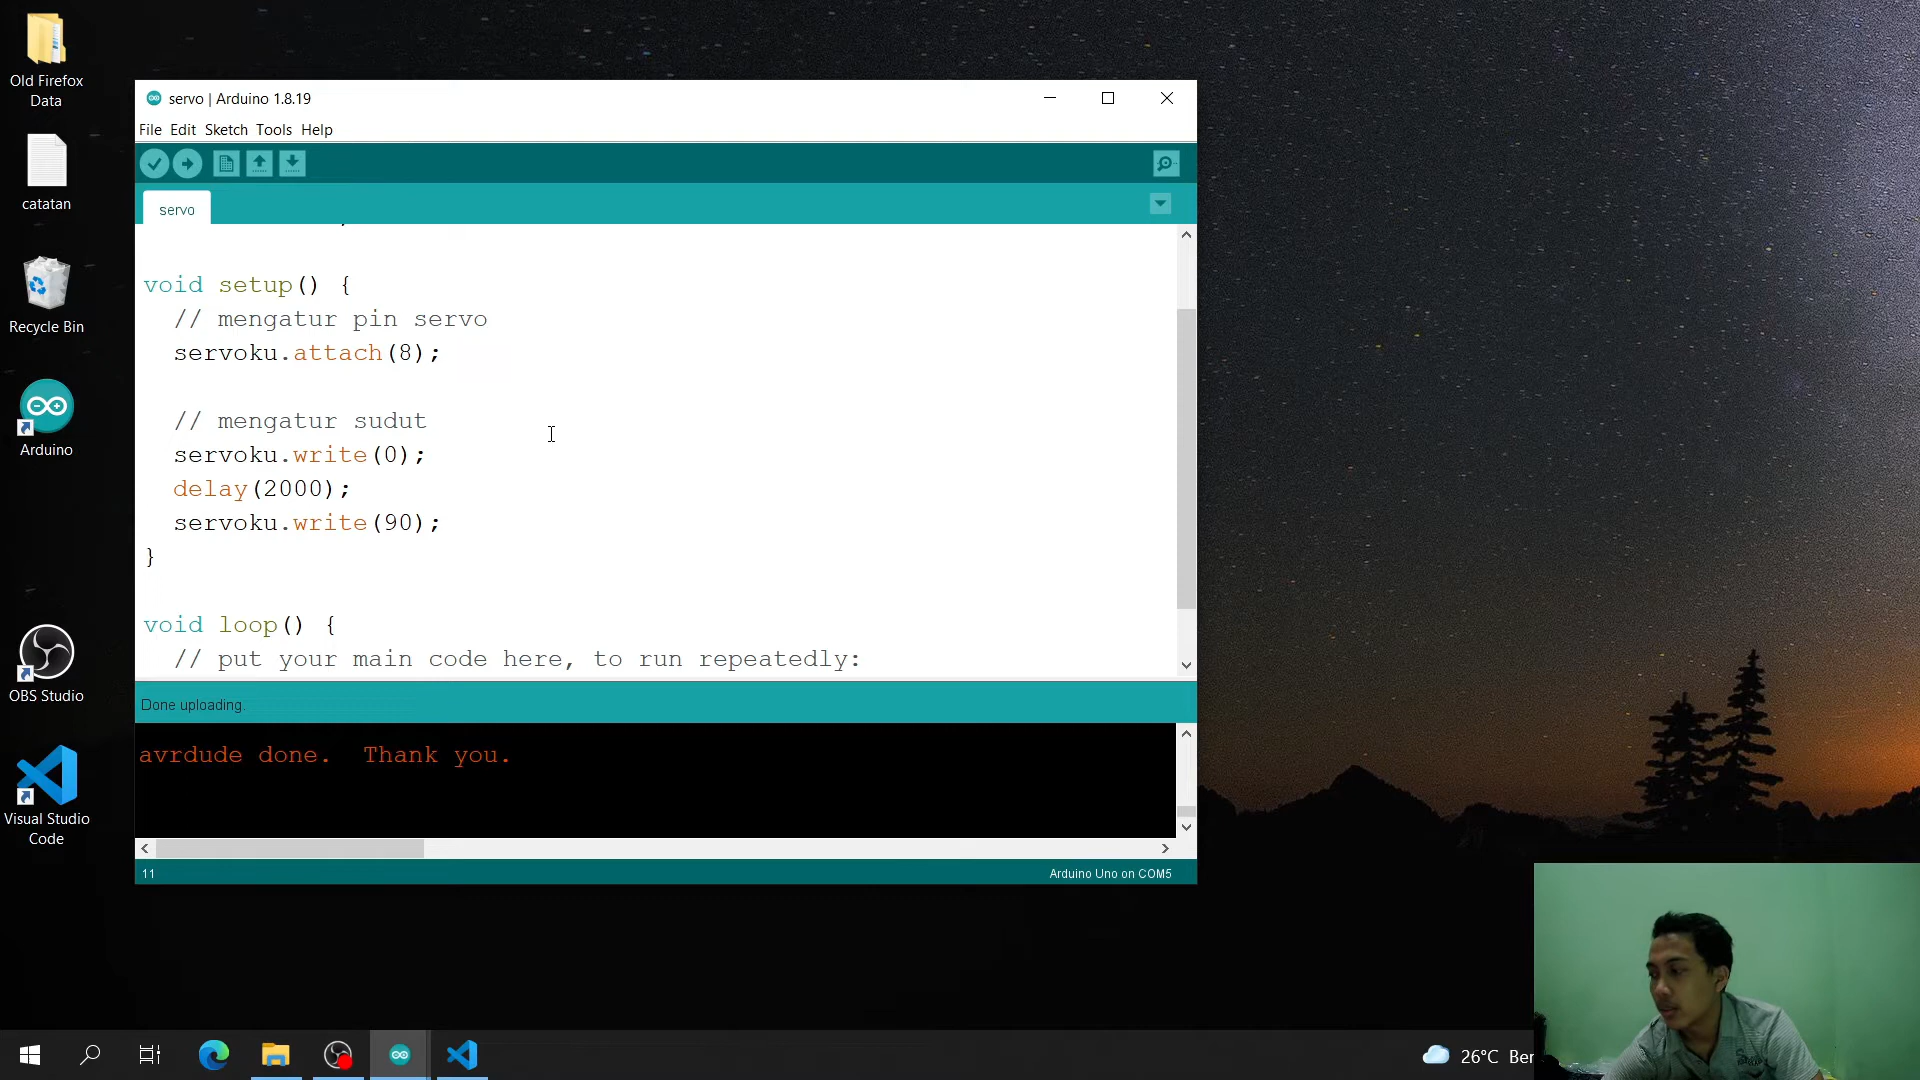 Old Firefox
Data
catatan
Recycle Bin
Arduino
OBS Studio
Visual Studio
Code
servo | Arduino 1.8.19
File Edit Sketch Tools Help
servo
void setup() {
// mengatur pin servo
servoku.attach(8);
// mengatur sudut
servoku.write(0);
delay(2000);
servoku.write(90);
}
void loop() {
// put your main code here, to run repeatedly:
Done uploading.
avrdude done.  Thank you.
11
Arduino Uno on COM5
26°C Ber